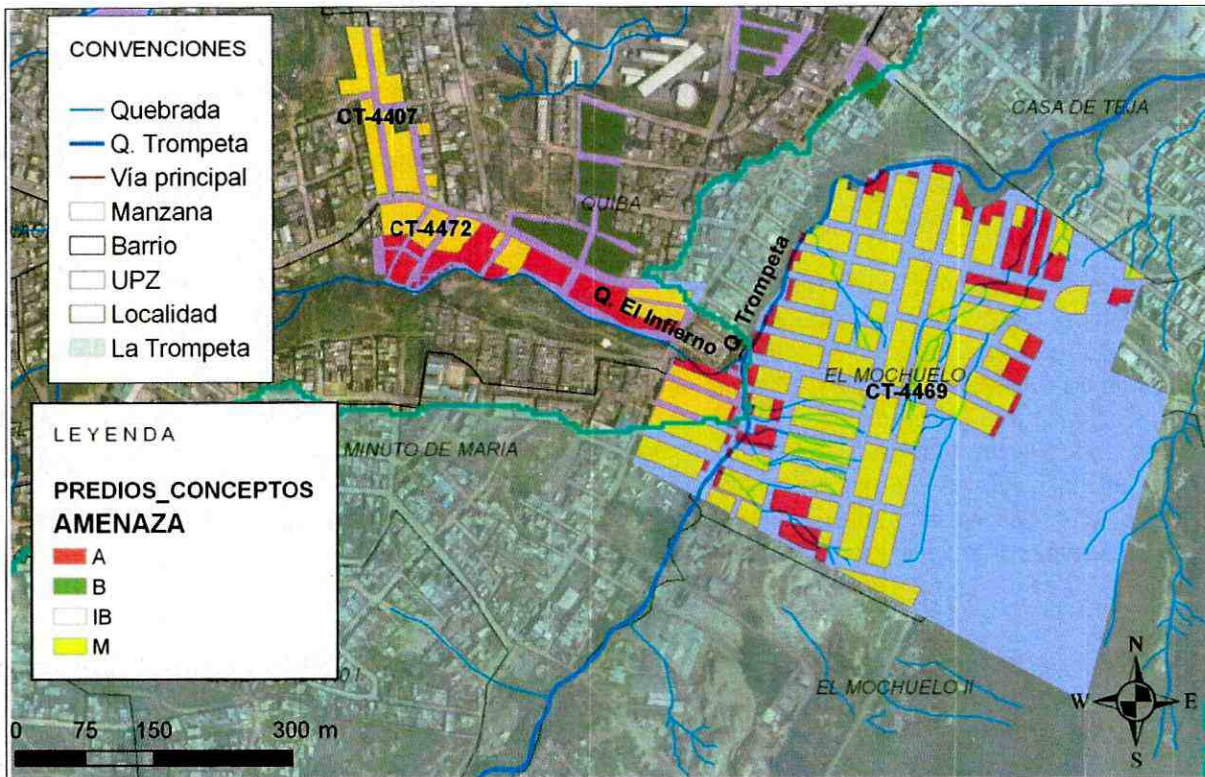 CONVENCIONES
Quebrada
Q. Trompeta
Vía principal
Manzana
Barrio
UPZ
Localidad
La Trompeta
LEYENDA
PREDIOS_CONCEPTOS
AMENAZA
A
B
IB
M
0 75 150 300 m
CT-4407
CT-4472
QUIBA
CASA DE TEJA
Q. El Infierno
Q. Trompeta
EL MOCHUELO
CT-4469
MINUTO DE MARIA
EL MOCHUELO II
N
W
E
S